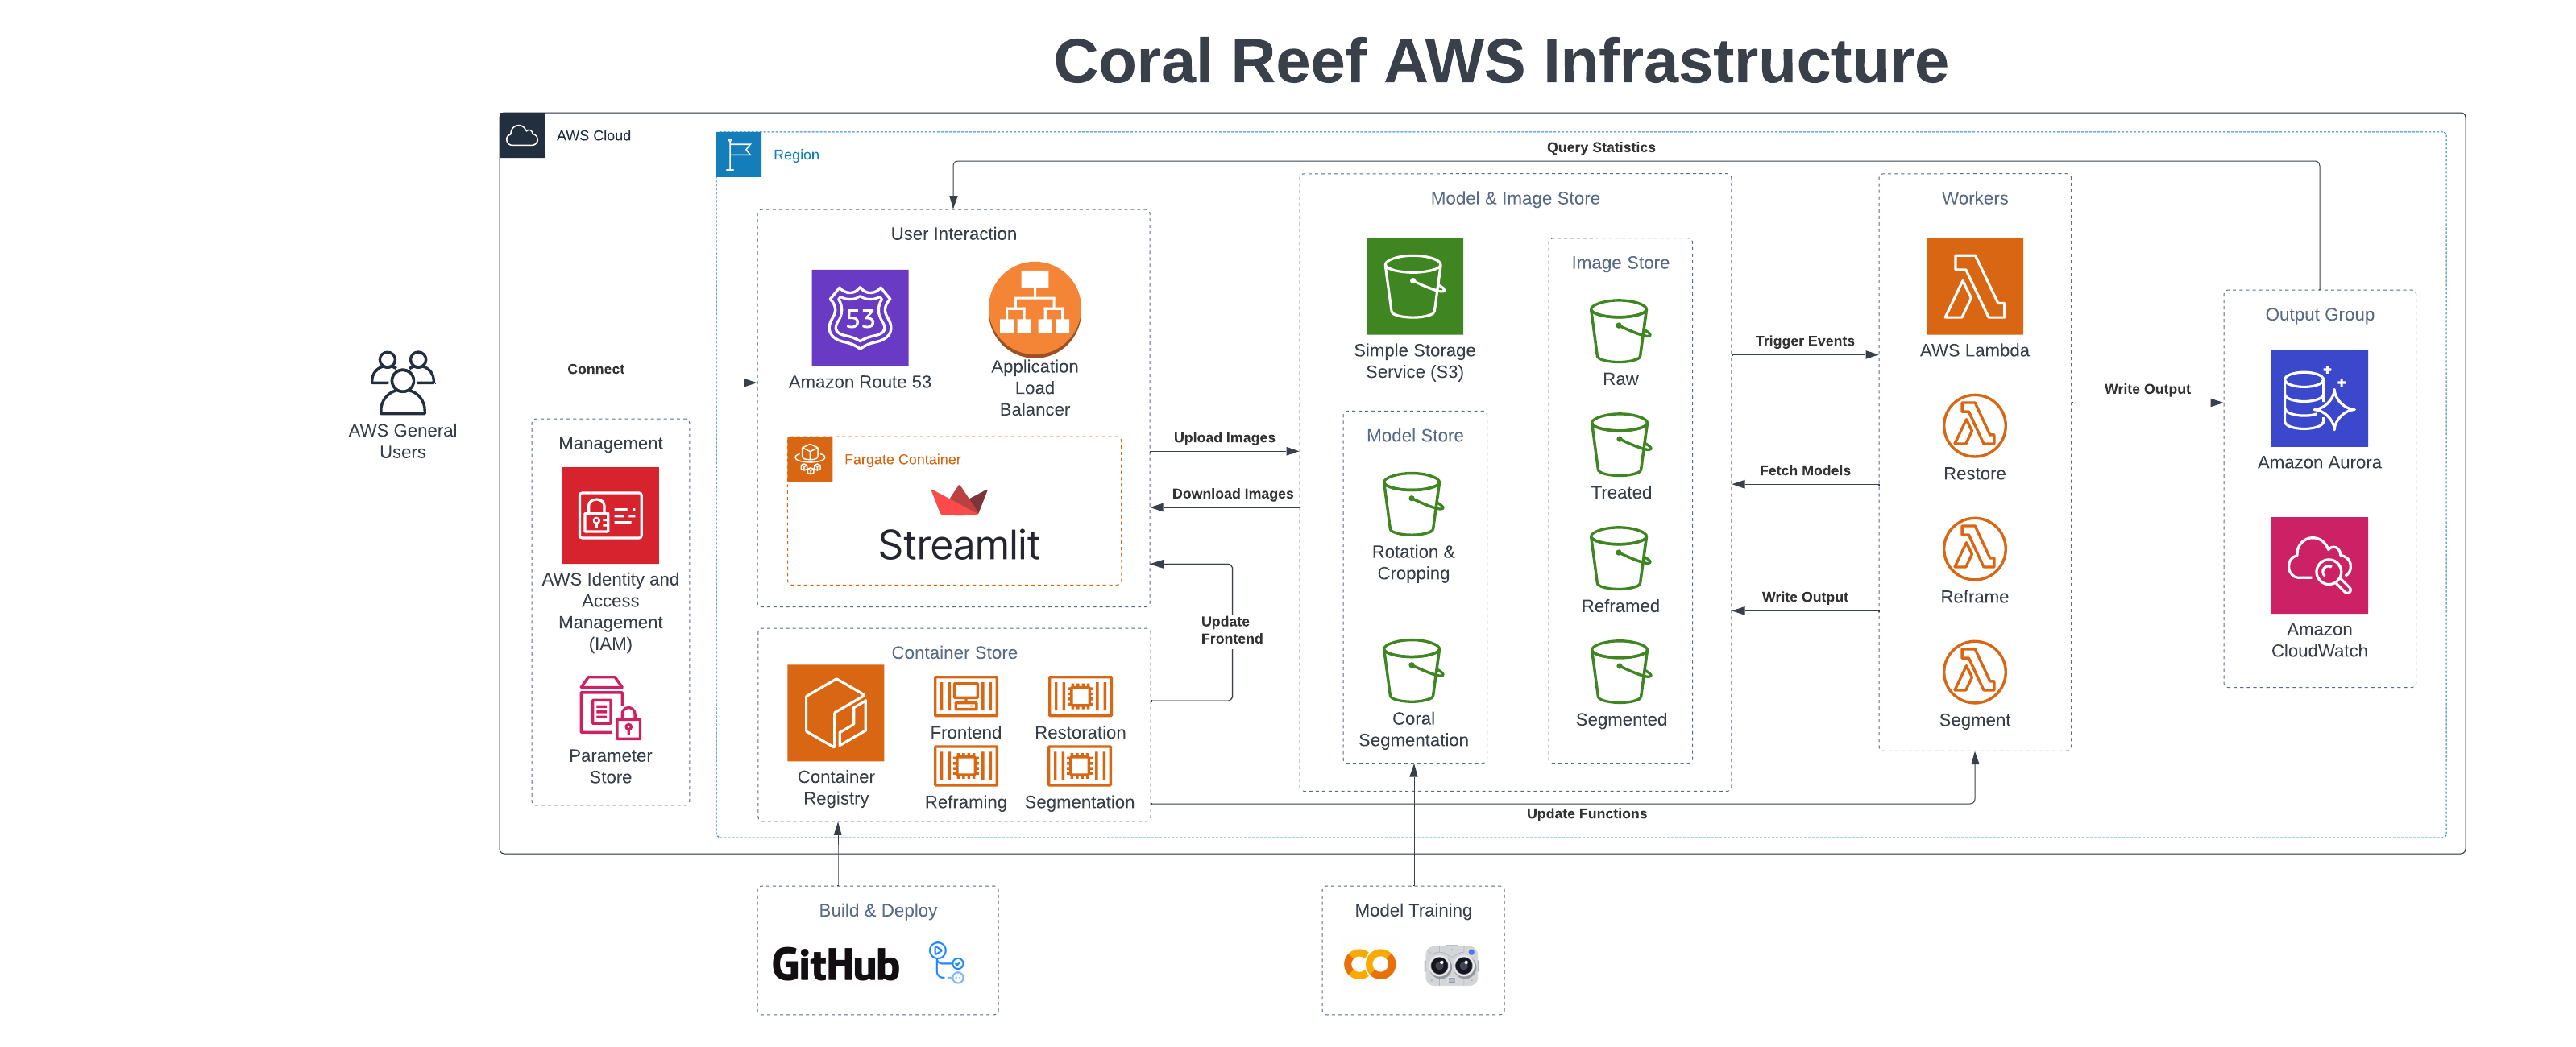 Coral Reef AWS Infrastructure
AWS Cloud
Region
Query Statistics
AWS General
Users
Connect
Management
AWS Identity and
Access
Management
(IAM)
Parameter
Store
User Interaction
53
Amazon Route 53
Application
Load
Balancer
Fargate Container
Streamlit
Upload Images
Download Images
Update
Frontend
Container Store
Container
Registry
Frontend
Restoration
Reframing
Segmentation
Update Functions
Model & Image Store
Simple Storage
Service (S3)
Model Store
Rotation &
Cropping
Coral
Segmentation
Image Store
Raw
Treated
Reframed
Segmented
Trigger Events
Fetch Models
Write Output
Workers
AWS Lambda
Restore
Reframe
Segment
Write Output
Output Group
Amazon Aurora
Amazon
CloudWatch
Build & Deploy
GitHub
Model Training